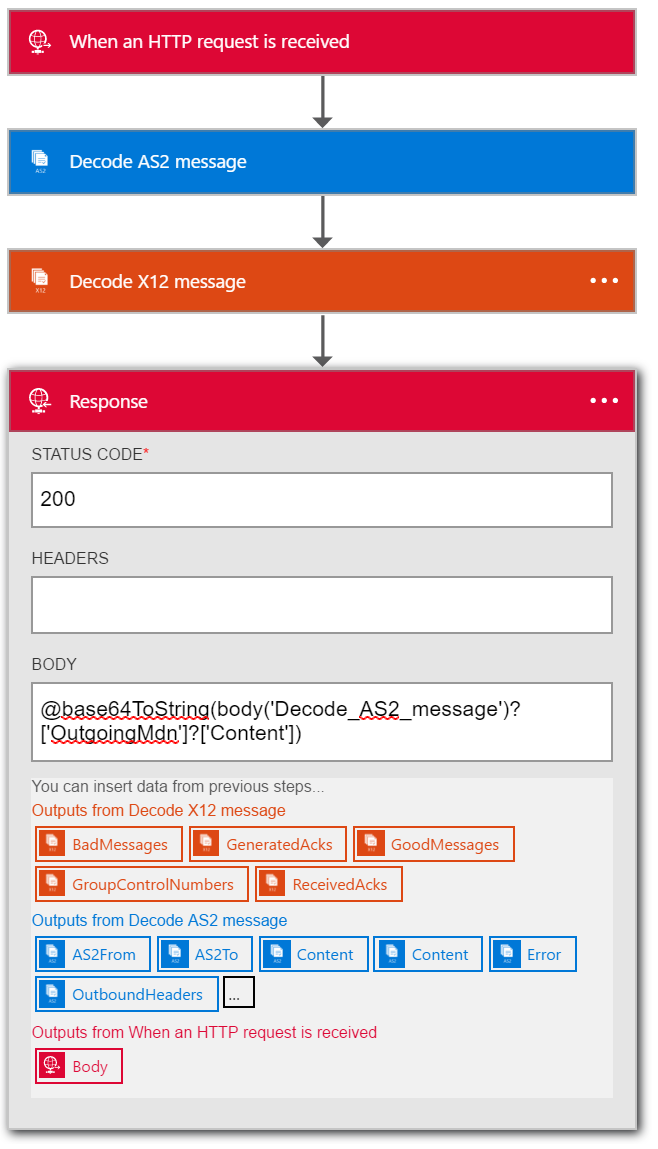 When an HTTP request is received
AS2
Decode AS2 message
X12
Decode X12 message
Response
STATUS CODE*
200
HEADERS
BODY
@base64ToString(body('Decode_AS2_message')?
['OutgoingMdn']?['Content'])
You can insert data from previous steps...
Outputs from Decode X12 message
BadMessages GeneratedAcks GoodMessages
GroupControlNumbers ReceivedAcks
Outputs from Decode AS2 message
AS2From AS2To Content Content Error
OutboundHeaders ...
Outputs from When an HTTP request is received
Body